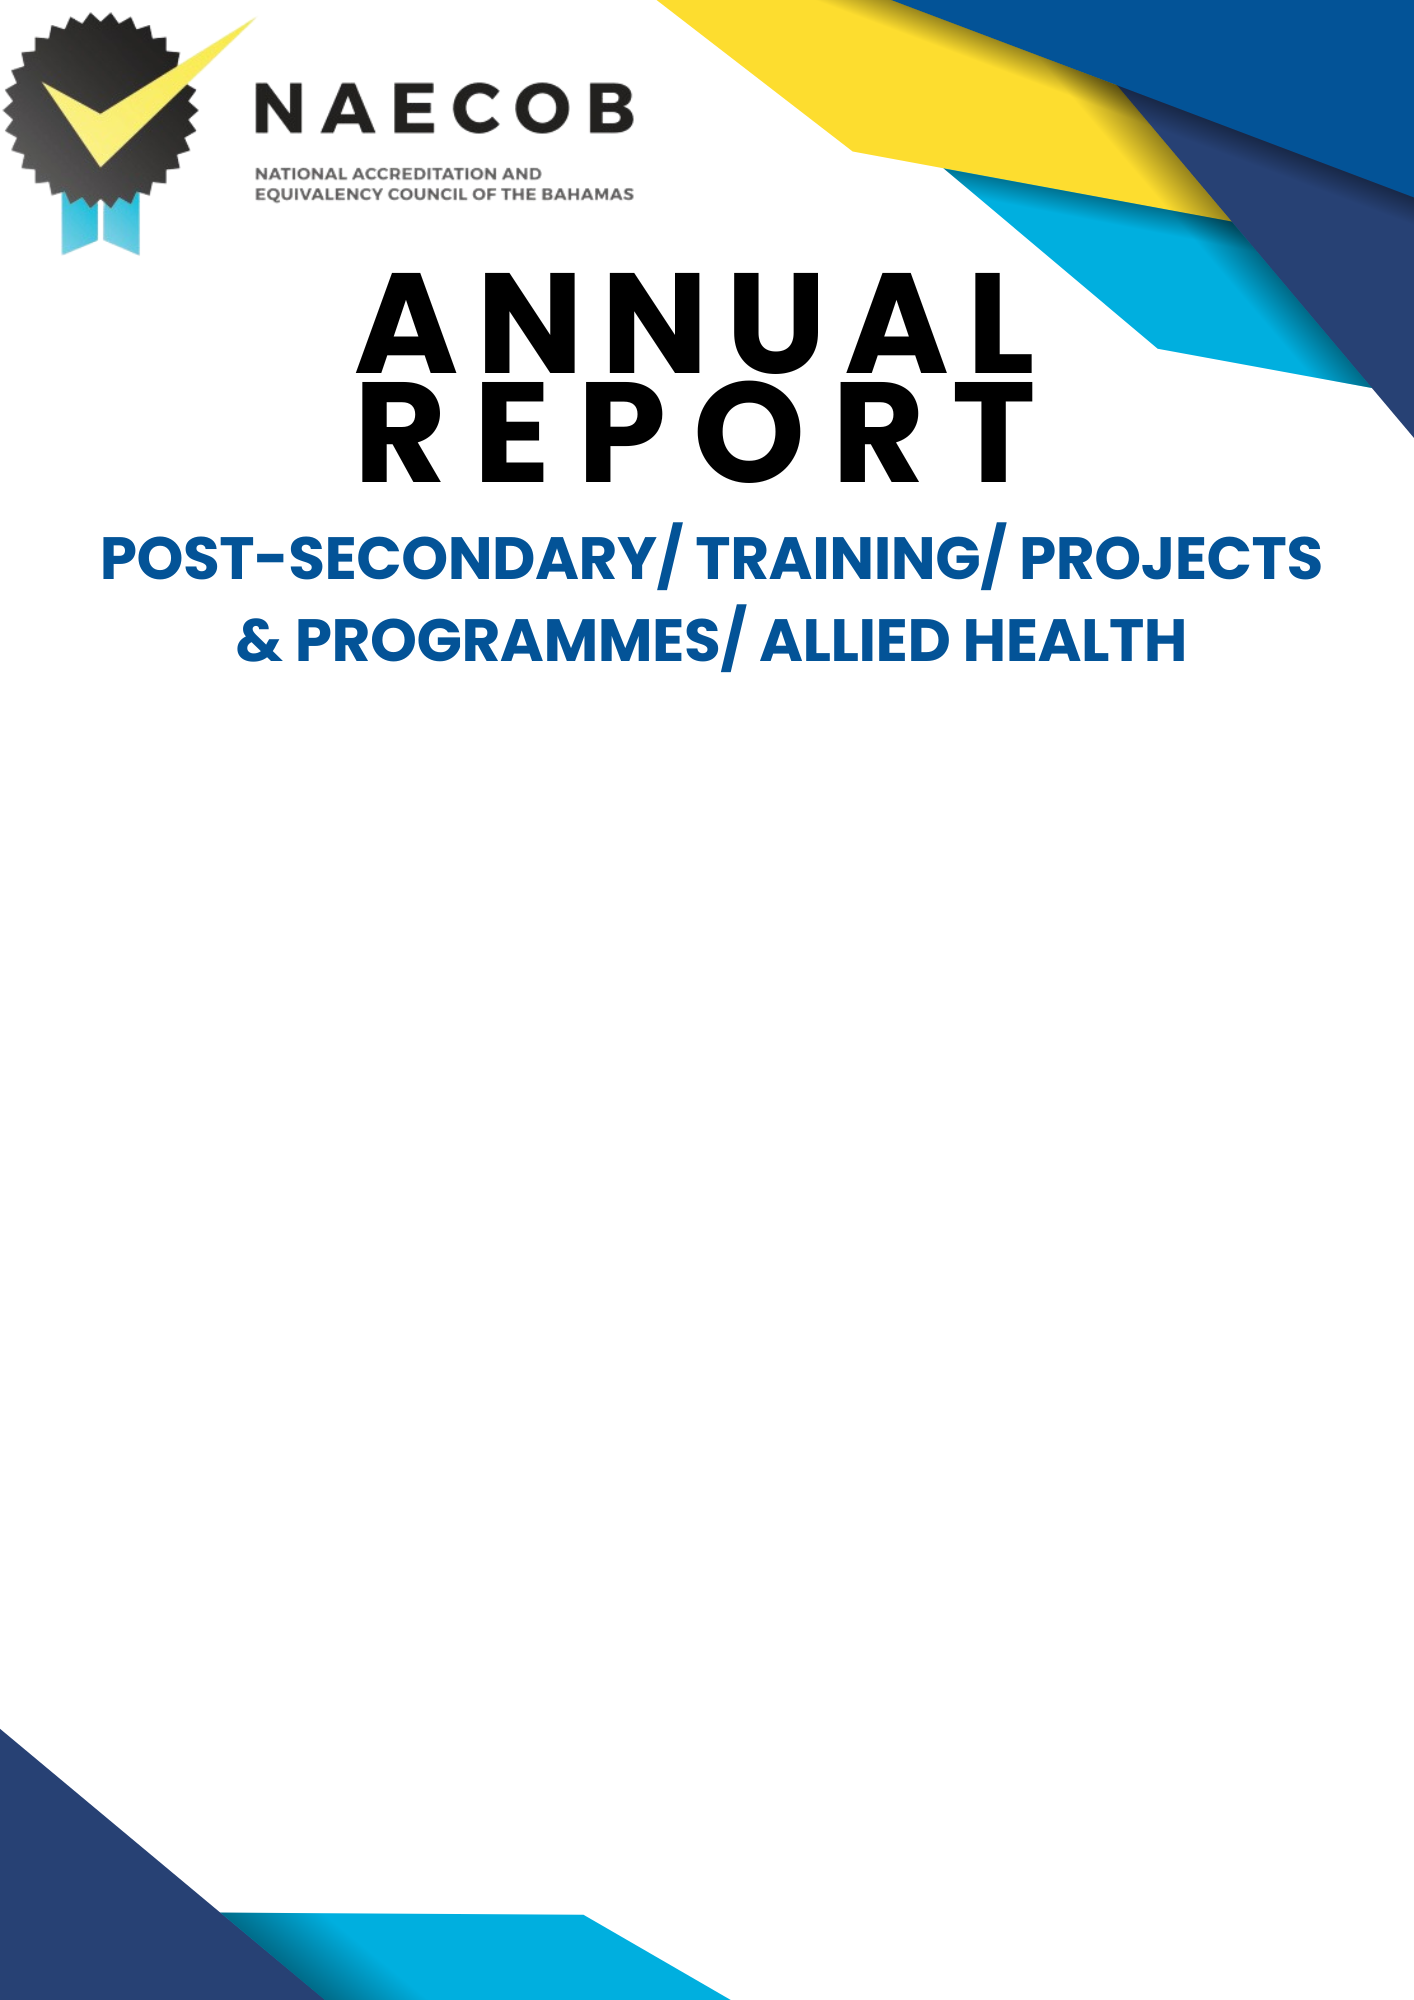 NAECOB
NATIONAL ACCREDITATION AND
EQUIVALENCY COUNCIL OF THE BAHAMAS
ANNUAL
REPORT
POST-SECONDARY/ TRAINING/ PROJECTS
& PROGRAMMES/ ALLIED HEALTH